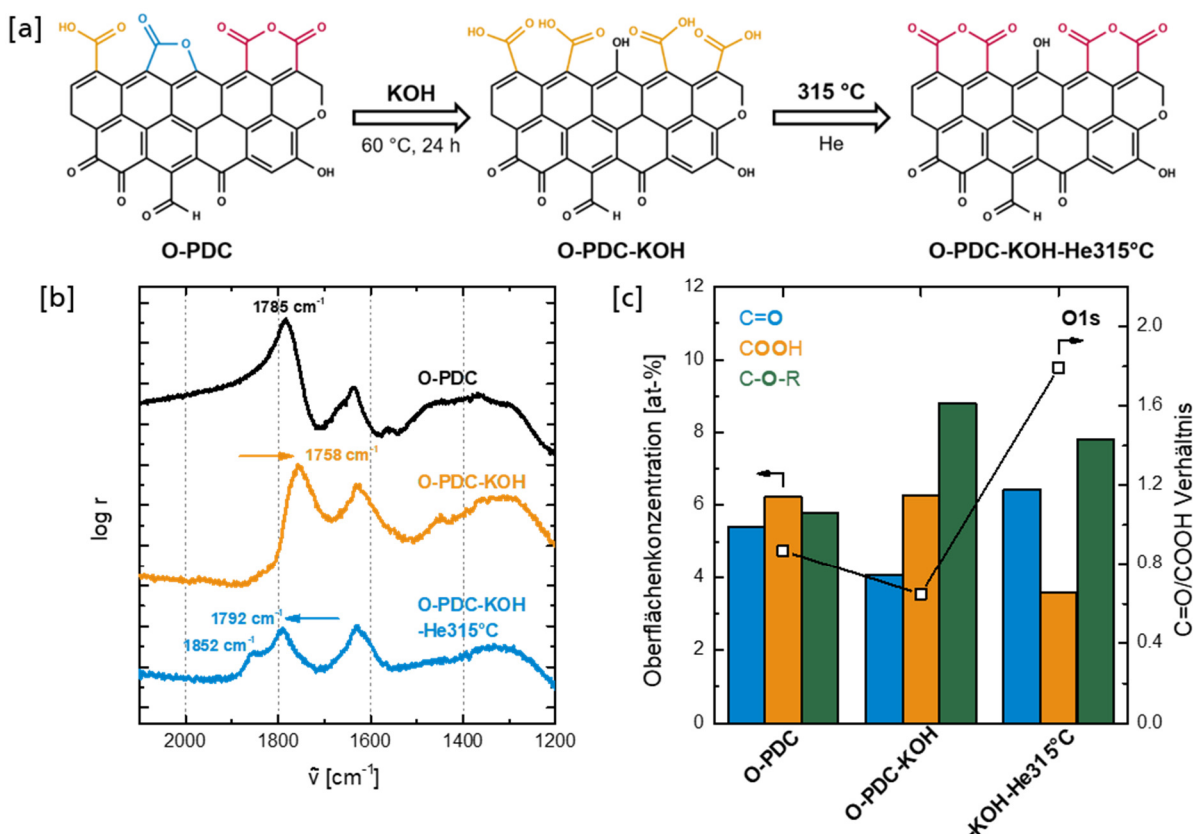 [a]
HO
O
O
O
O
O
O
O
O
O
O
OH
O
H
O
O-PDC
KOH
60 °C, 24 h
HO
O
HO
O
OH
O
OH
O
OH
O
O
O
O
OH
O
H
O-PDC-KOH
315 °C
He
O
O
O
OH
O
O
O
O
O
O
O
OH
O
H
O-PDC-KOH-He315°C
[b]
1785 cm⁻¹
O-PDC
1758 cm⁻¹
O-PDC-KOH
1792 cm⁻¹
1852 cm⁻¹
O-PDC-KOH
-He315°C
log r
2000 1800 1600 1400 1200
ṽ [cm⁻¹]
[c]
C=O
COOH
C-O-R
O1s
Oberflächenkonzentration [at-%]
12
10
8
6
4
2
0
2.0
1.6
1.2
0.8
0.4
0.0
C=O/COOH Verhältnis
O-PDC
O-PDC-KOH
-KOH-He315°C